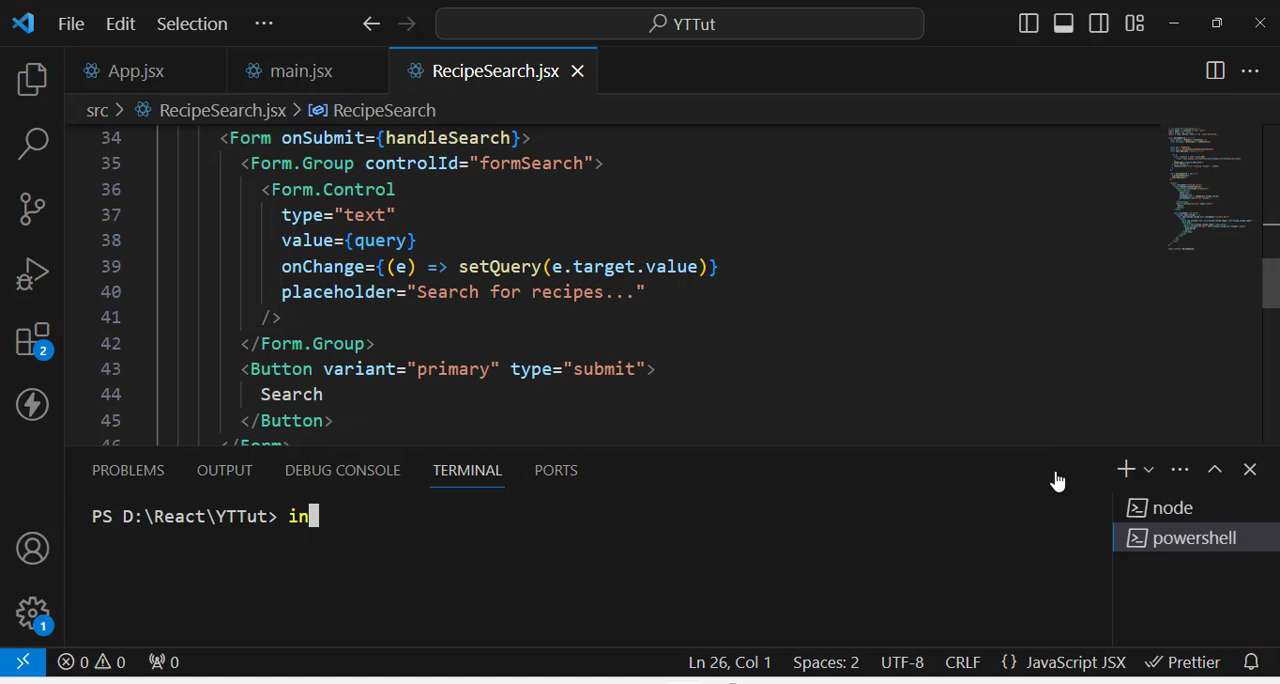 File Edit Selection ··· YTTut
App.jsx main.jsx RecipeSearch.jsx
src > RecipeSearch.jsx > RecipeSearch
34 <Form onSubmit={handleSearch}>
35 <Form.Group controlId="formSearch">
36 <Form.Control
37 type="text"
38 value={query}
39 onChange={(e) => setQuery(e.target.value)}
40 placeholder="Search for recipes..."
41 />
42 </Form.Group>
43 <Button variant="primary" type="submit">
44 Search
45 </Button>
46 </Form>
2
PROBLEMS OUTPUT DEBUG CONSOLE TERMINAL PORTS
PS D:\React\YTTut> in
node
powershell
1
0 0 0 Ln 26, Col 1 Spaces: 2 UTF-8 CRLF {} JavaScript JSX Prettier